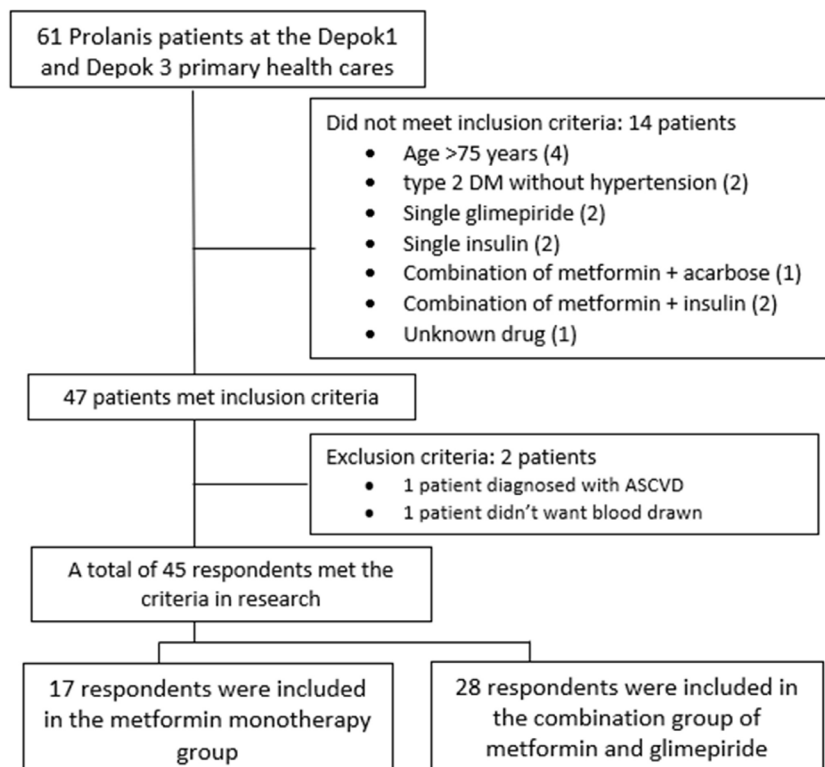 61 Prolanis patients at the Depok1
and Depok 3 primary health cares
Did not meet inclusion criteria: 14 patients
• Age >75 years (4)
• type 2 DM without hypertension (2)
• Single glimepiride (2)
• Single insulin (2)
• Combination of metformin + acarbose (1)
• Combination of metformin + insulin (2)
• Unknown drug (1)
47 patients met inclusion criteria
Exclusion criteria: 2 patients
• 1 patient diagnosed with ASCVD
• 1 patient didn't want blood drawn
A total of 45 respondents met the
criteria in research
17 respondents were included
in the metformin monotherapy
group
28 respondents were included in
the combination group of
metformin and glimepiride